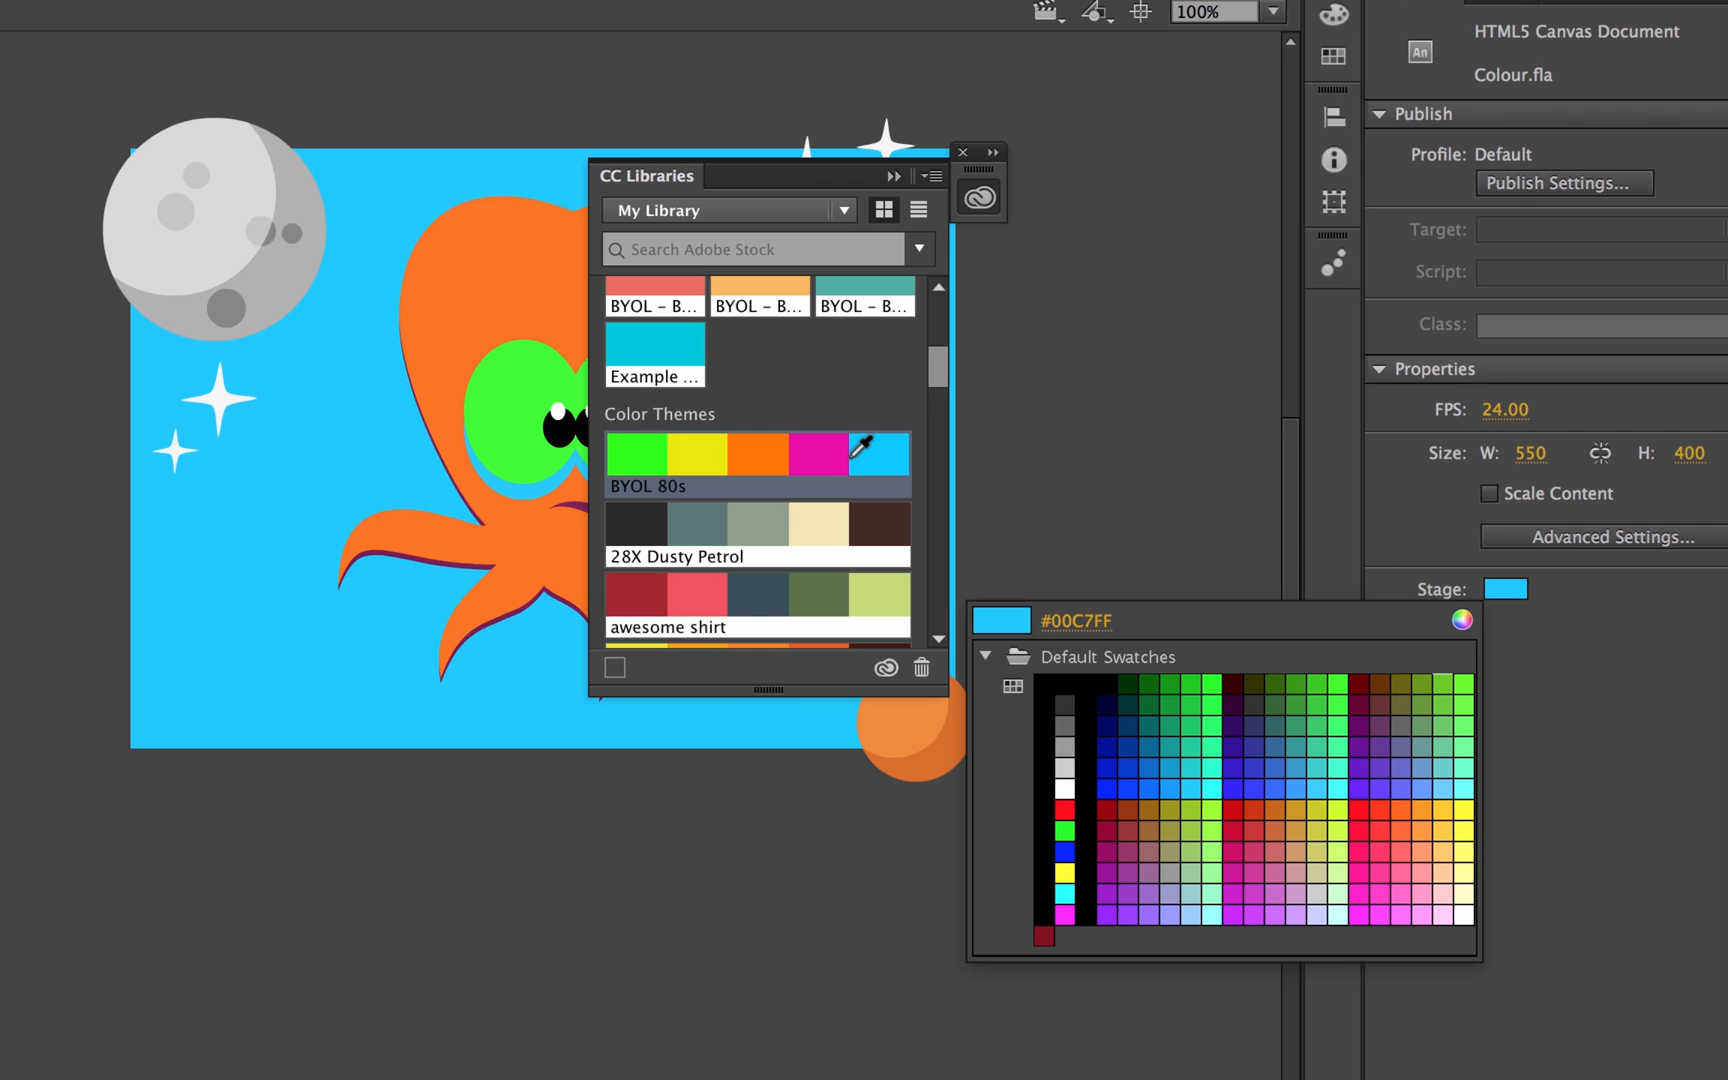 100%
An
HTML5 Canvas Document
Colour.fla
Publish
Profile: Default
Publish Settings...
Target:
Script:
Class:
Properties
FPS: 24.00
Size: W: 550 H: 400
Scale Content
Advanced Settings...
Stage:
CC Libraries
My Library
Search Adobe Stock
BYOL – B... BYOL – B... BYOL – B...
Example ...
Color Themes
BYOL 80s
28X Dusty Petrol
awesome shirt
#00C7FF
Default Swatches